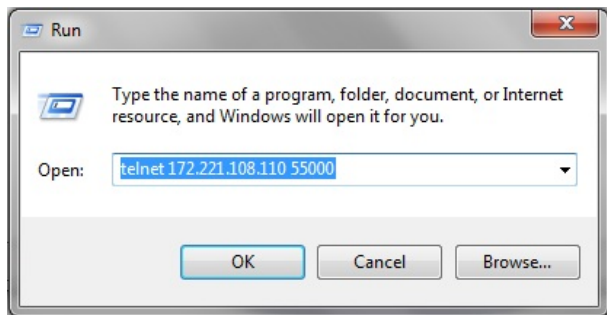 Run
Type the name of a program, folder, document, or Internet
resource, and Windows will open it for you.
Open:
telnet 172.221.108.110 55000
OK
Cancel
Browse...